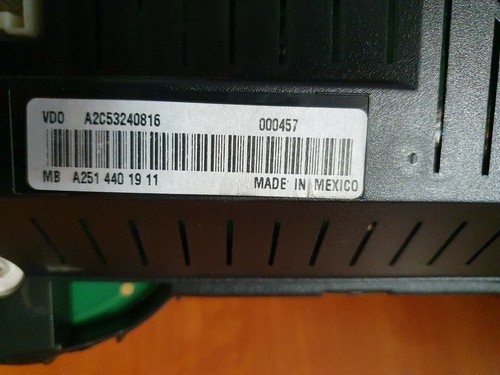 VDO A2C53240816 000457
MB A251 440 19 11 MADE IN MEXICO